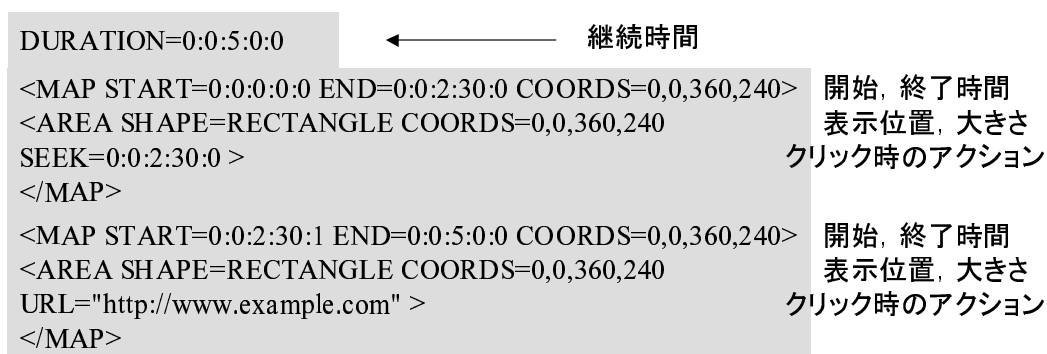 DURATION=0:0:5:0:0 継続時間
<MAP START=0:0:0:0:0 END=0:0:2:30:0 COORDS=0,0,360,240> 開始，終了時間
<AREA SHAPE=RECTANGLE COORDS=0,0,360,240 表示位置，大きさ
SEEK=0:0:2:30:0 > クリック時のアクション
</MAP>
<MAP START=0:0:2:30:1 END=0:0:5:0:0 COORDS=0,0,360,240> 開始，終了時間
<AREA SHAPE=RECTANGLE COORDS=0,0,360,240 表示位置，大きさ
URL="http://www.example.com" > クリック時のアクション
</MAP>